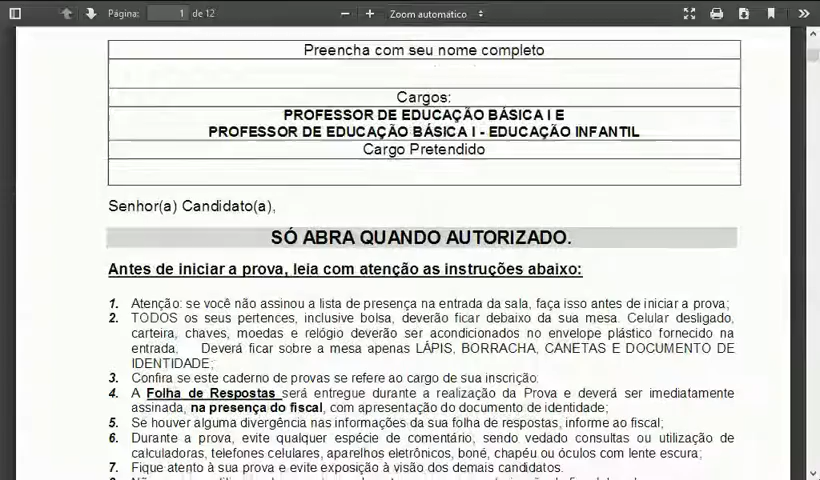 Página: 1 de 12 Zoom automático
Preencha com seu nome completo
Cargos:
PROFESSOR DE EDUCAÇÃO BÁSICA I E
PROFESSOR DE EDUCAÇÃO BÁSICA I - EDUCAÇÃO INFANTIL
Cargo Pretendido
Senhor(a) Candidato(a),
SÓ ABRA QUANDO AUTORIZADO.
Antes de iniciar a prova, leia com atenção as instruções abaixo:
1. Atenção: se você não assinou a lista de presença na entrada da sala, faça isso antes de iniciar a prova;
2. TODOS os seus pertences, inclusive bolsa, deverão ficar debaixo da sua mesa. Celular desligado,
carteira, chaves, moedas e relógio deverão ser acondicionados no envelope plástico fornecido na
entrada. Deverá ficar sobre a mesa apenas LÁPIS, BORRACHA, CANETAS E DOCUMENTO DE
IDENTIDADE;
3. Confira se este caderno de provas se refere ao cargo de sua inscrição.
4. A Folha de Respostas será entregue durante a realização da Prova e deverá ser imediatamente
assinada, na presença do fiscal, com apresentação do documento de identidade;
5. Se houver alguma divergência nas informações da sua folha de respostas, informe ao fiscal;
6. Durante a prova, evite qualquer espécie de comentário, sendo vedado consultas ou utilização de
calculadoras, telefones celulares, aparelhos eletrônicos, boné, chapéu ou óculos com lente escura;
7. Fique atento à sua prova e evite exposição à visão dos demais candidatos.